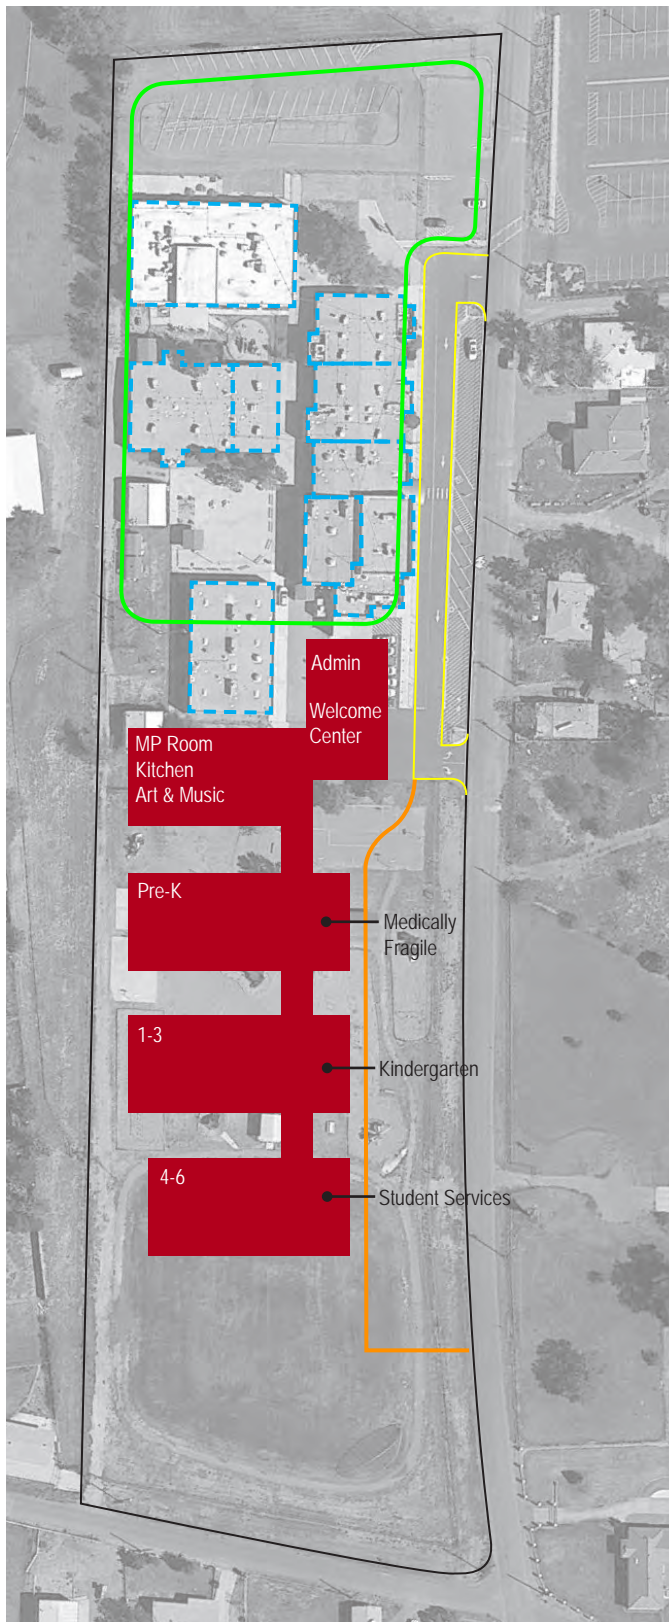 Admin
Welcome
Center
MP Room
Kitchen
Art & Music
Pre-K
Medically
Fragile
1-3
Kindergarten
4-6
Student Services